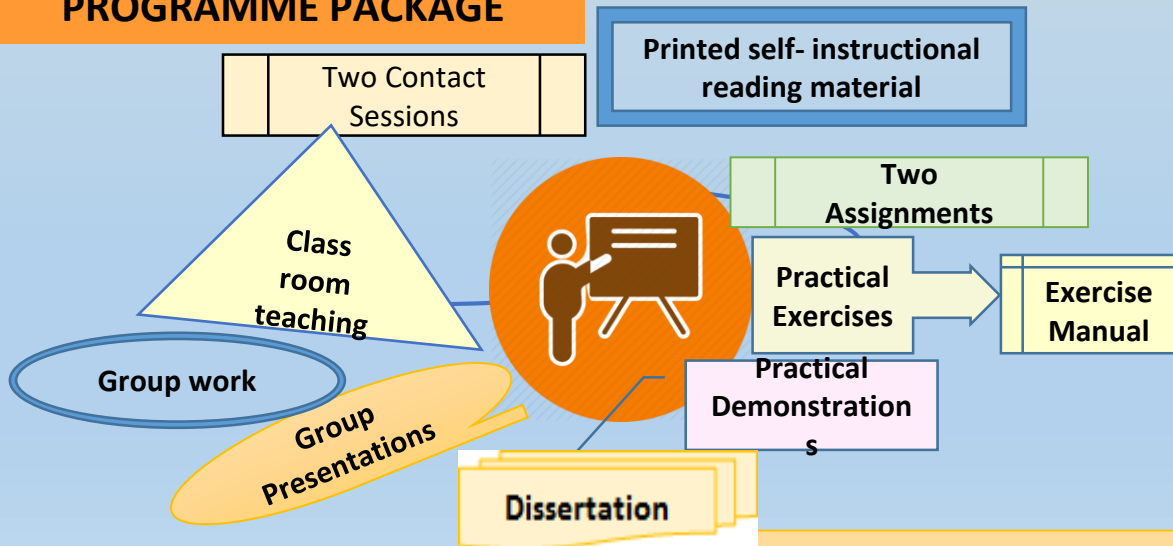 PROGRAMME PACKAGE
Two Contact
Sessions
Printed self- instructional
reading material
Two
Assignments
Class
room
teaching
Practical
Exercises
Exercise
Manual
Group work
Practical
Demonstration
s
Group
Presentations
Dissertation